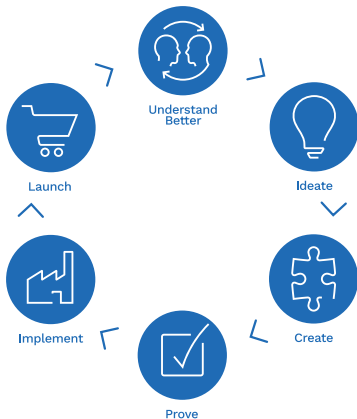 Understand
Better
Launch
Ideate
Implement
Create
Prove